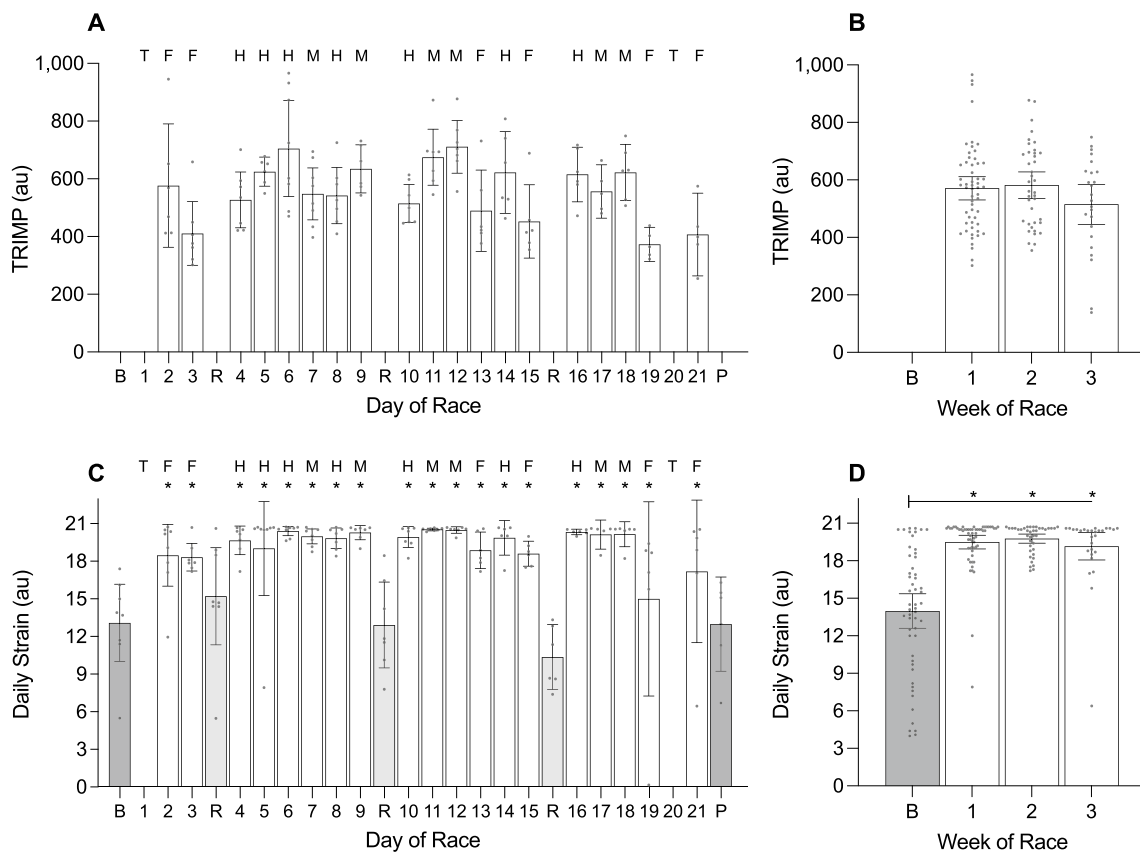 A
T F F H H H M H M H M M F H F H M M F T F
TRIMP (au)
1,000
800
600
400
200
0
B 1 2 3 R 4 5 6 7 8 9 R 10 11 12 13 14 15 R 16 17 18 19 20 21 P
Day of Race
B
TRIMP (au)
1,000
800
600
400
200
0
B 1 2 3
Week of Race
C
T F F H H H M H M H M M F H F H M M F T F
* * * * * * * * * * * * * * * * * * *
Daily Strain (au)
21
18
15
12
9
6
3
0
B 1 2 3 R 4 5 6 7 8 9 R 10 11 12 13 14 15 R 16 17 18 19 20 21 P
Day of Race
D
* * *
Daily Strain (au)
21
18
15
12
9
6
3
0
B 1 2 3
Week of Race